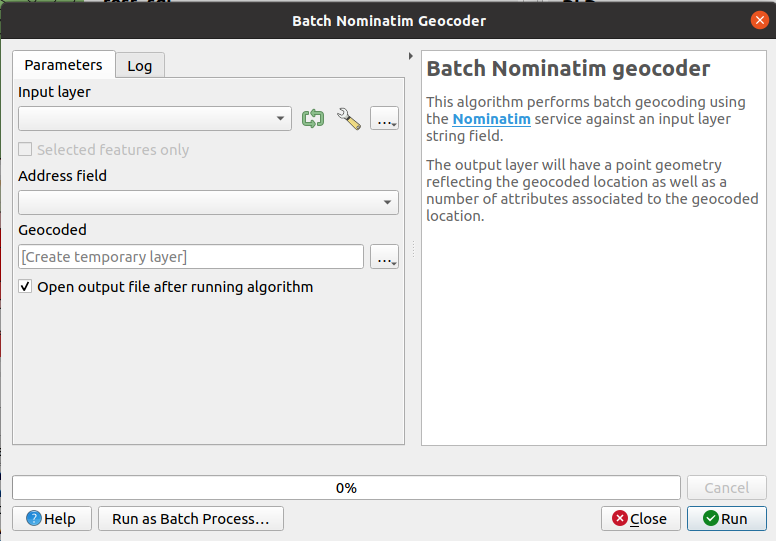 Batch Nominatim Geocoder
Parameters
Log
Input layer
...
Selected features only
Address field
Geocoded
[Create temporary layer]
...
Open output file after running algorithm
Batch Nominatim geocoder
This algorithm performs batch geocoding using
the Nominatim service against an input layer
string field.
The output layer will have a point geometry
reflecting the geocoded location as well as a
number of attributes associated to the geocoded
location.
0%
Cancel
Help
Run as Batch Process...
Close
Run